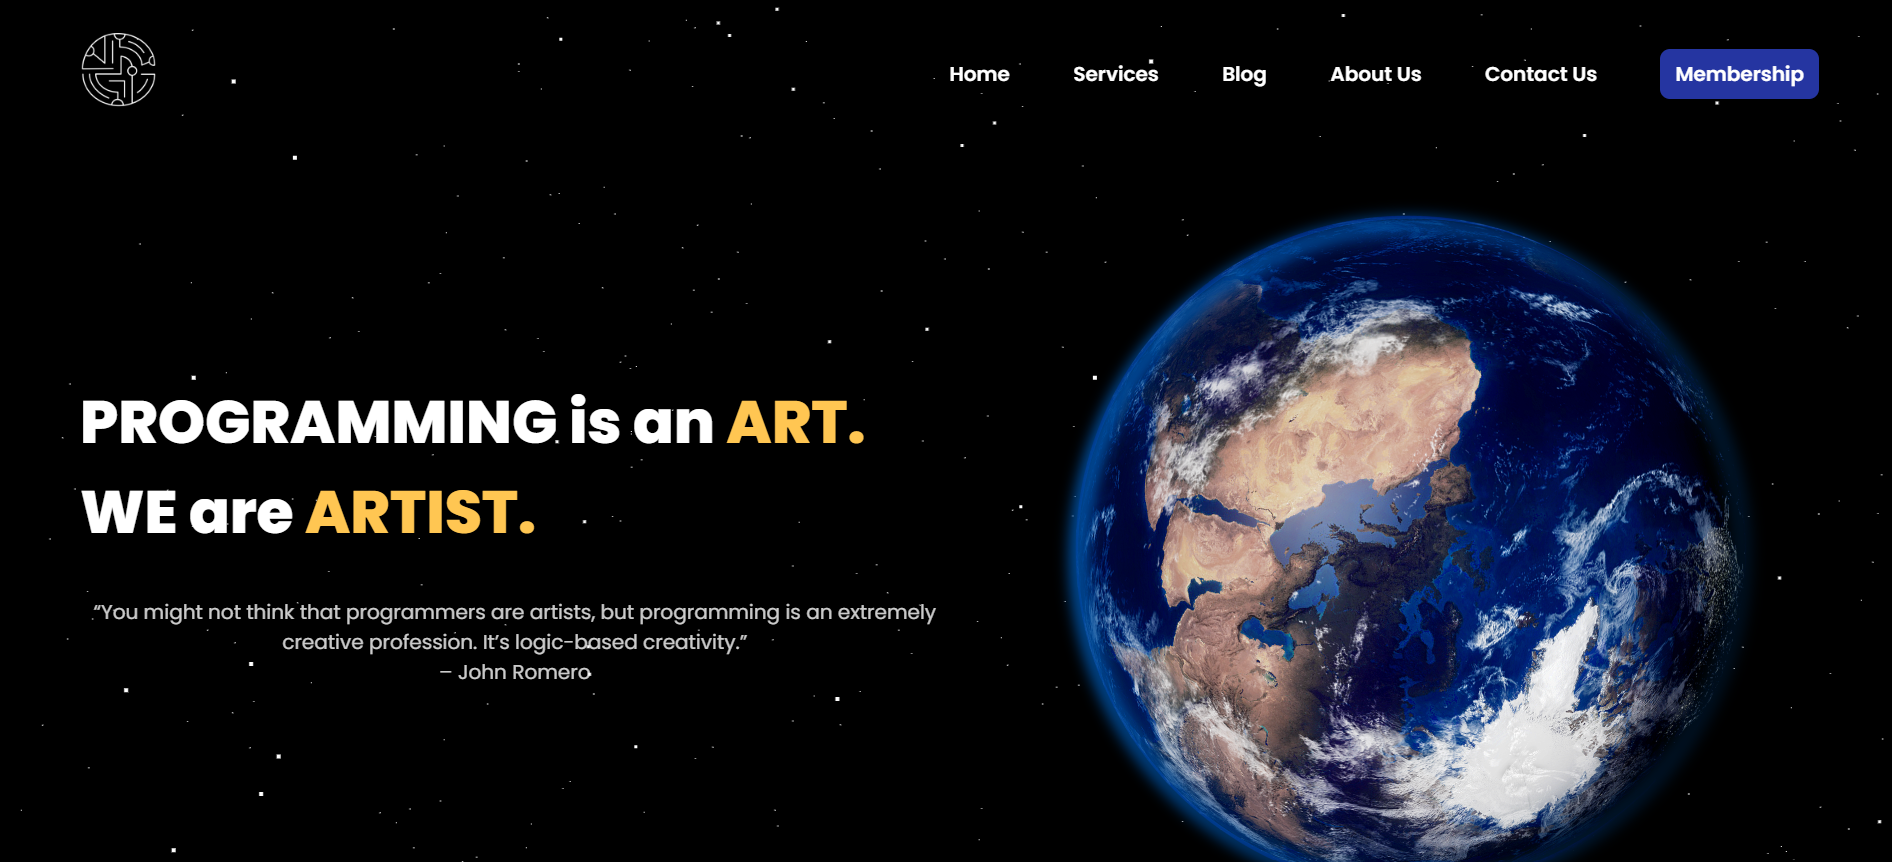 Home Services Blog About Us Contact Us Membership
PROGRAMMING is an ART.
WE are ARTIST.
“You might not think that programmers are artists, but programming is an extremely
creative profession. It’s logic-based creativity.”
– John Romero